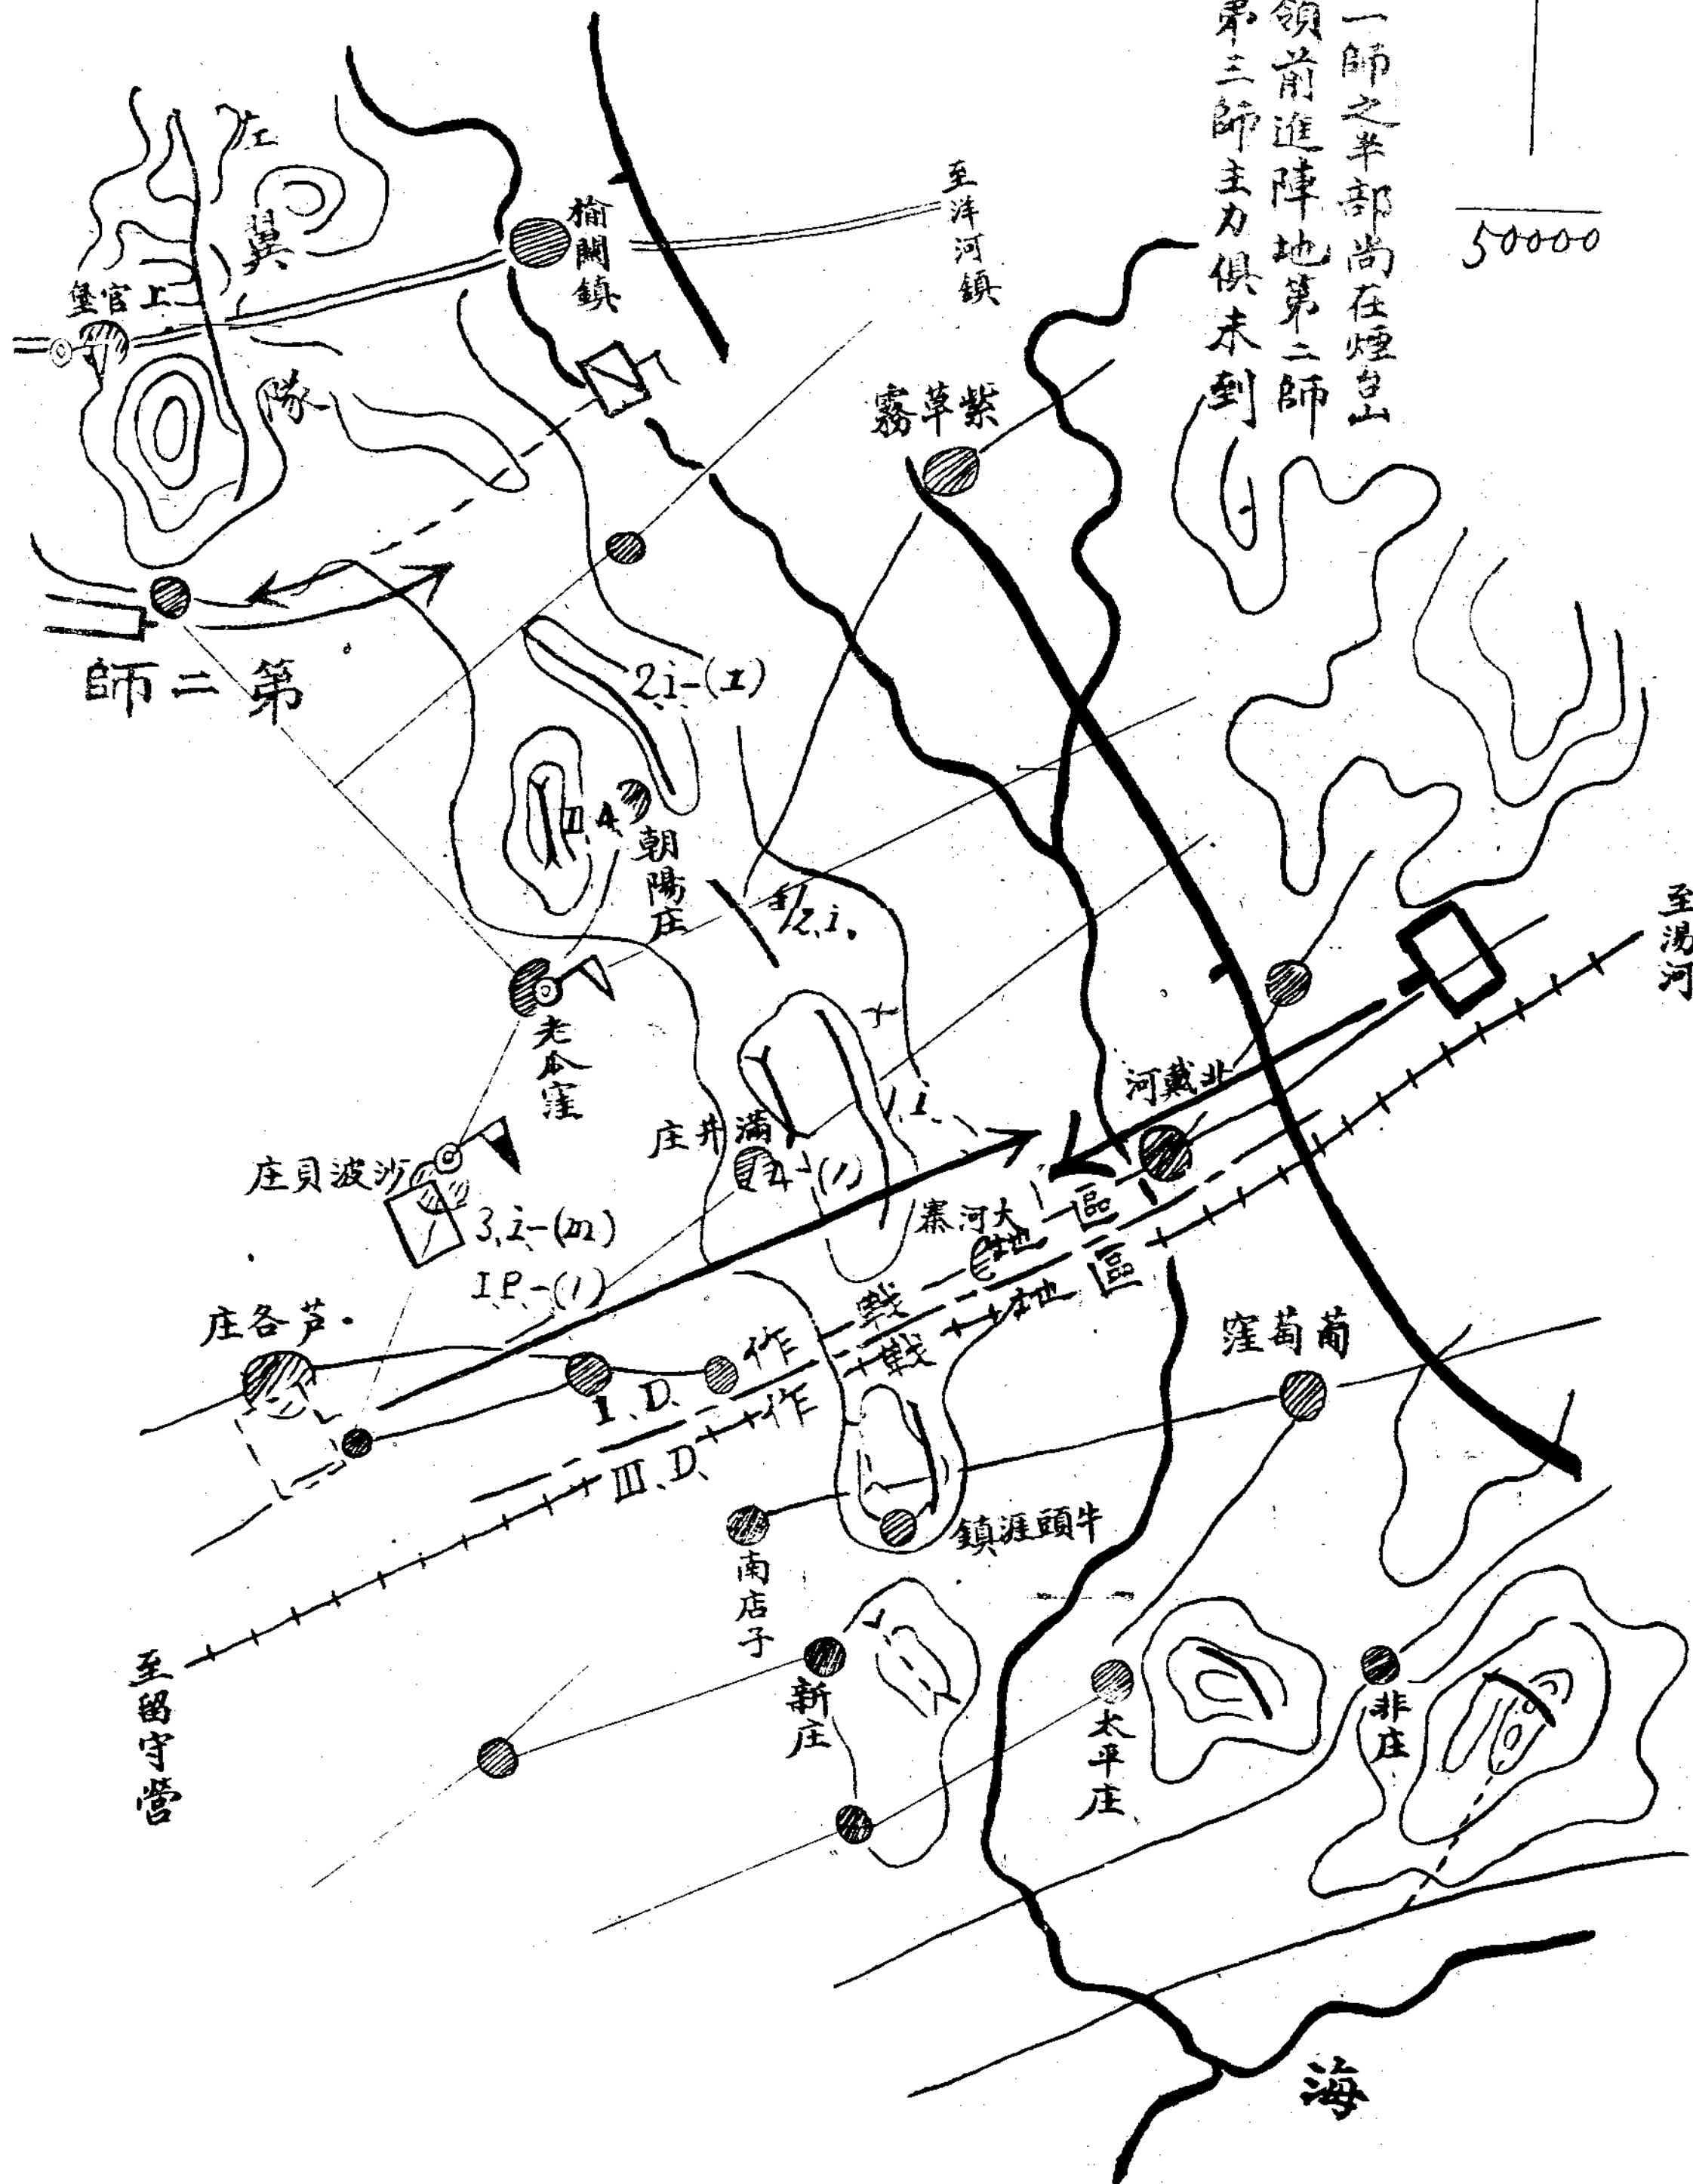 一師之半部尚在煙台山
領前進陣地第二師
第三師主力俱未到
50000
左翼隊
榆關鎮
至洋河鎮
上官堡
紫草霧
第二師
2i-(I)
II.A
朝陽庄
2.i.
老瓜窪
至湯河
北戴河
1.i.
滿井庄
沙波貝庄
3.i-(m)
I.P.-(1)
大河寨
芦各庄
I.D. 作戰地區
III.D. 作戰地區
葡萄窪
牛頭涯鎮
南店子
新庄
太平庄
非庄
至留守營
海